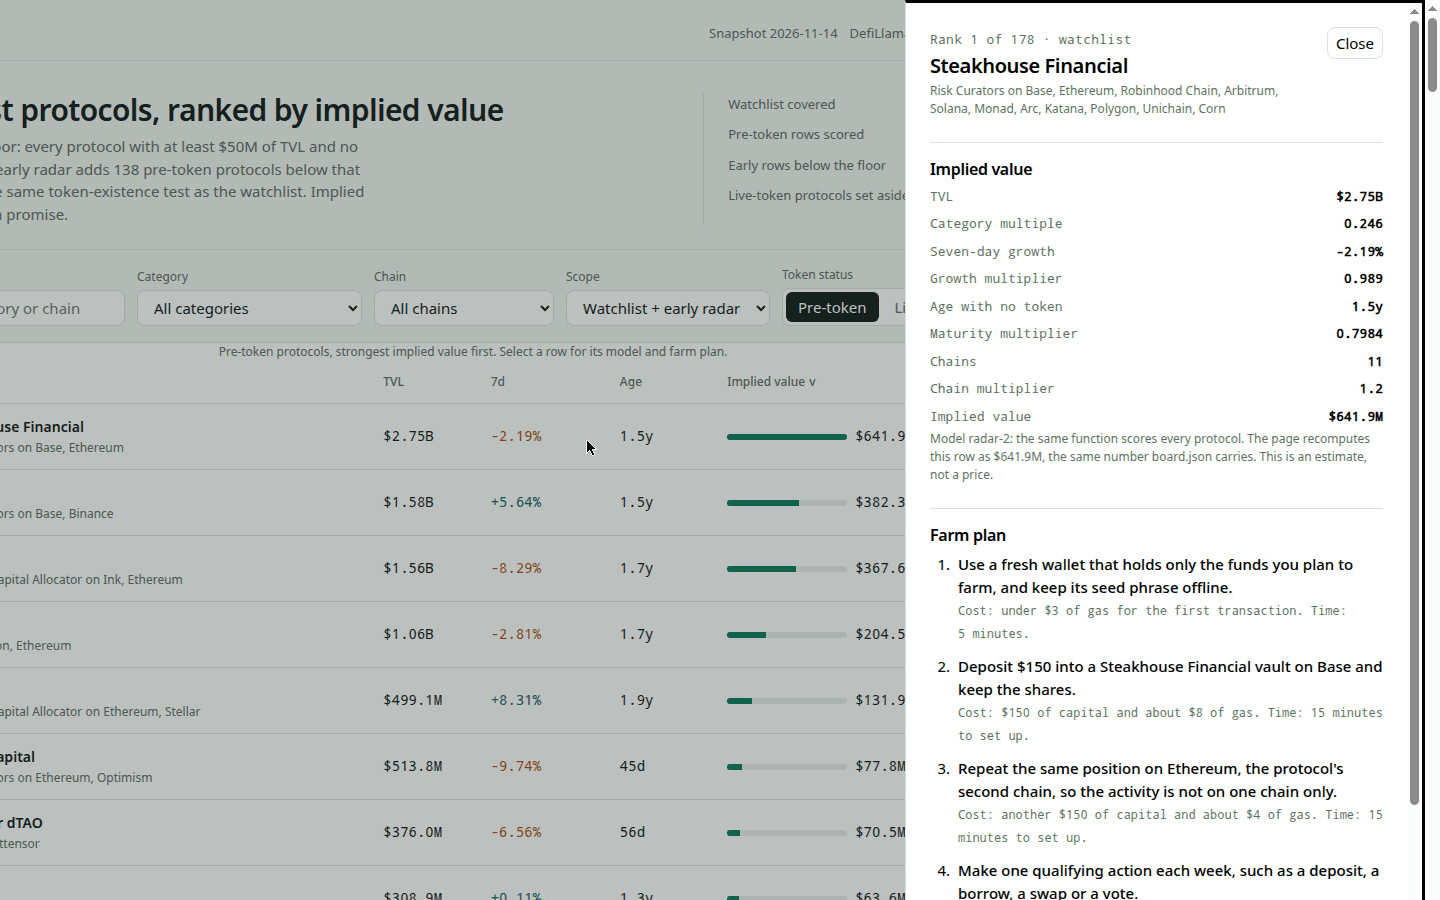 Snapshot 2026-11-14 DefiLlam
t protocols, ranked by implied value
or: every protocol with at least $50M of TVL and no
early radar adds 138 pre-token protocols below that
same token-existence test as the watchlist. Implied
promise.
Watchlist covered
Pre-token rows scored
Early rows below the floor
Live-token protocols set aside
Category
Chain
Scope
Token status
ory or chain
All categories
All chains
Watchlist + early radar
Pre-token
Li
Pre-token protocols, strongest implied value first. Select a row for its model and farm plan.
TVL 7d Age Implied value v
use Financial
ors on Base, Ethereum
$2.75B -2.19% 1.5y $641.9
ors on Base, Binance
$1.58B +5.64% 1.5y $382.3
apital Allocator on Ink, Ethereum
$1.56B -8.29% 1.7y $367.6
on, Ethereum
$1.06B -2.81% 1.7y $204.5
apital Allocator on Ethereum, Stellar
$499.1M +8.31% 1.9y $131.9
apital
ors on Ethereum, Optimism
$513.8M -9.74% 45d $77.8M
r dTAO
ttensor
$376.0M -6.56% 56d $70.5M
$308.9M +0.11% 1.3y $63.6M
Rank 1 of 178 · watchlist
Close
Steakhouse Financial
Risk Curators on Base, Ethereum, Robinhood Chain, Arbitrum,
Solana, Monad, Arc, Katana, Polygon, Unichain, Corn
Implied value
TVL $2.75B
Category multiple 0.246
Seven-day growth -2.19%
Growth multiplier 0.989
Age with no token 1.5y
Maturity multiplier 0.7984
Chains 11
Chain multiplier 1.2
Implied value $641.9M
Model radar-2: the same function scores every protocol. The page recomputes
this row as $641.9M, the same number board.json carries. This is an estimate,
not a price.
Farm plan
1. Use a fresh wallet that holds only the funds you plan to
farm, and keep its seed phrase offline.
Cost: under $3 of gas for the first transaction. Time:
5 minutes.
2. Deposit $150 into a Steakhouse Financial vault on Base and
keep the shares.
Cost: $150 of capital and about $8 of gas. Time: 15 minutes
to set up.
3. Repeat the same position on Ethereum, the protocol's
second chain, so the activity is not on one chain only.
Cost: another $150 of capital and about $4 of gas. Time: 15
minutes to set up.
4. Make one qualifying action each week, such as a deposit, a
borrow, a swap or a vote.